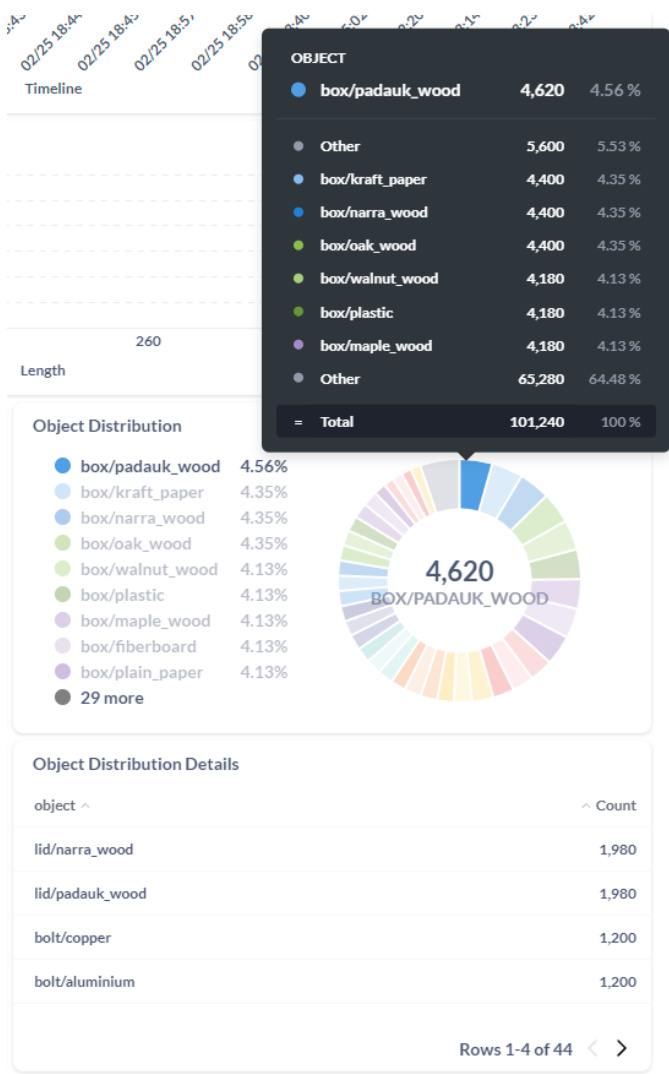 02/25 18:44
02/25 18:45
02/25 18:57
02/25 18:58
Timeline
OBJECT
box/padauk_wood 4,620 4.56 %
Other 5,600 5.53 %
box/kraft_paper 4,400 4.35 %
box/narra_wood 4,400 4.35 %
box/oak_wood 4,400 4.35 %
box/walnut_wood 4,180 4.13 %
box/plastic 4,180 4.13 %
box/maple_wood 4,180 4.13 %
Other 65,280 64.48 %
= Total 101,240 100 %
260
Length
Object Distribution
box/padauk_wood 4.56%
box/kraft_paper 4.35%
box/narra_wood 4.35%
box/oak_wood 4.35%
box/walnut_wood 4.13%
box/plastic 4.13%
box/maple_wood 4.13%
box/fiberboard 4.13%
box/plain_paper 4.13%
29 more
4,620
BOX/PADAUK_WOOD
Object Distribution Details
object Count
lid/narra_wood 1,980
lid/padauk_wood 1,980
bolt/copper 1,200
bolt/aluminium 1,200
Rows 1-4 of 44